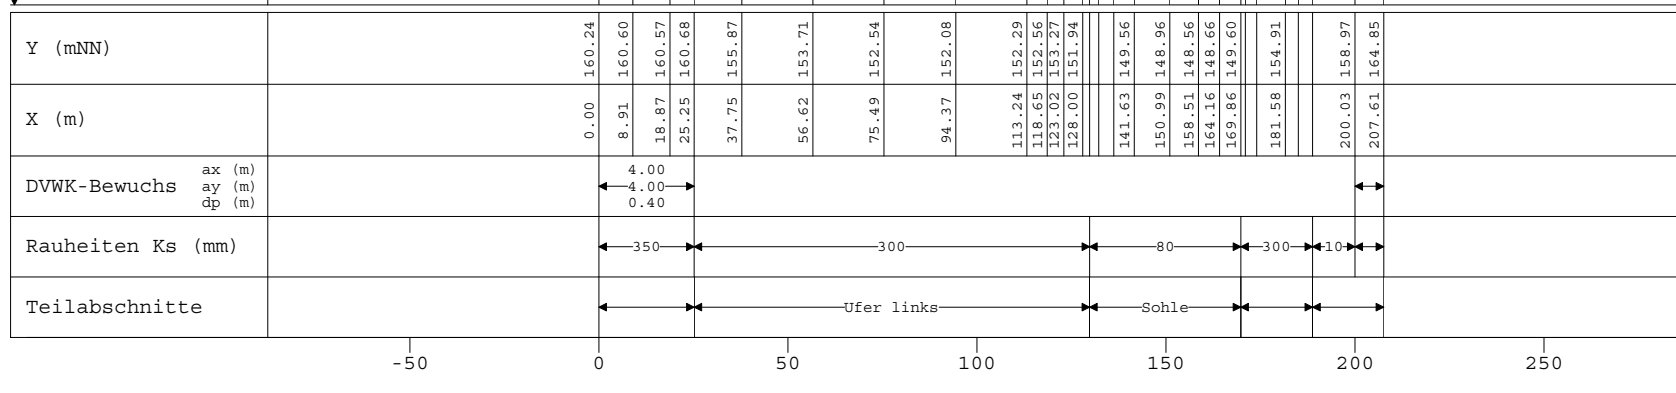 Y (mNN) 160.24 160.60 160.57 160.68 155.87 153.71 152.54 152.08 152.29 152.56 153.27 151.94 149.56 148.96 148.56 148.66 149.60 154.91 158.97 164.85
X (m) 0.00 8.91 18.87 25.25 37.75 56.62 75.49 94.37 113.24 118.65 123.02 128.00 141.63 150.99 158.51 164.16 169.86 181.58 200.03 207.61
ax (m) 4.00
DVWK-Bewuchs ay (m) 4.00
dp (m) 0.40
Rauheiten Ks (mm) 350 300 80 300 10
Teilabschnitte Ufer links Sohle
-50 0 50 100 150 200 250